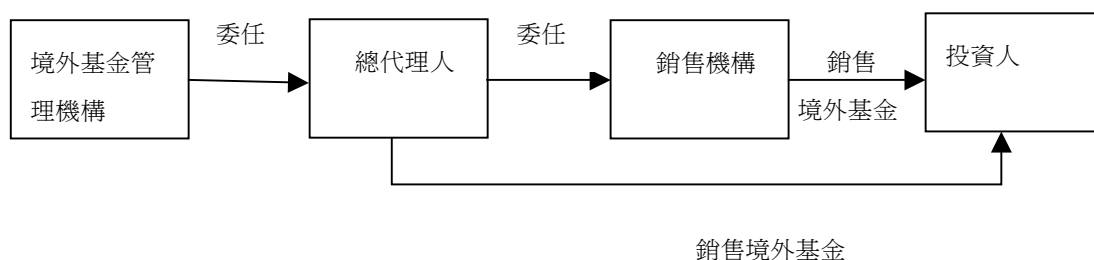 委任
委任
境外基金管
理機構
總代理人
銷售機構
銷售
境外基金
投資人
銷售境外基金